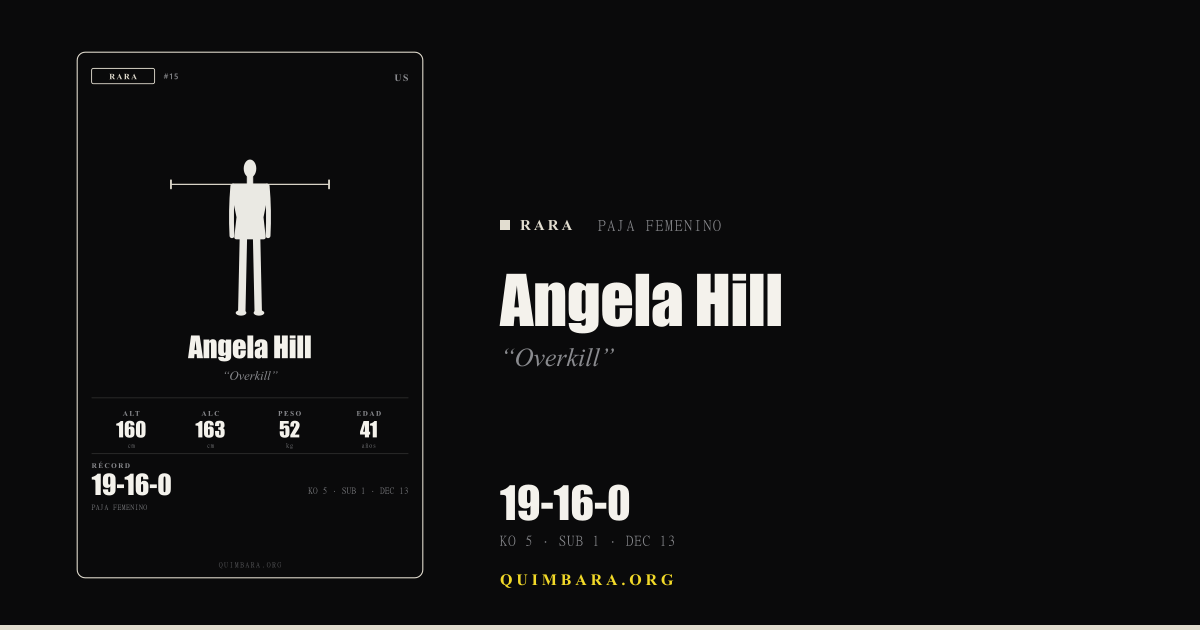 RARA #15 US
Angela Hill
“Overkill”
ALT ALC PESO EDAD
160 163 52 41
cm cm kg años
RÉCORD
19-16-0 KO 5 · SUB 1 · DEC 13
PAJA FEMENINO
QUIMBARA.ORG
RARA PAJA FEMENINO
Angela Hill
“Overkill”
19-16-0
KO 5 · SUB 1 · DEC 13
QUIMBARA.ORG